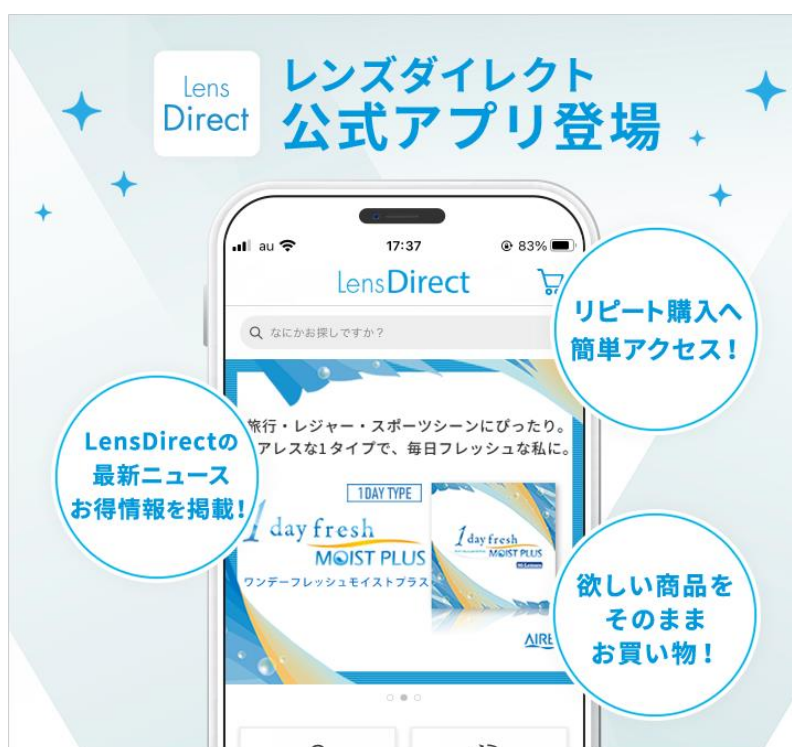 Lens
Direct
レンズダイレクト
公式アプリ登場
au
17:37
83%
LensDirect
なにかお探しですか？
リピート購入へ
簡単アクセス！
旅行・レジャー・スポーツシーンにぴったり。
アレスな1タイプで、毎日フレッシュな私に。
LensDirectの
最新ニュース
お得情報を掲載！
1DAY TYPE
1day fresh
MOIST PLUS
ワンデーフレッシュモイストプラス
1day fresh
MOIST PLUS
AIRE
欲しい商品を
そのまま
お買い物！